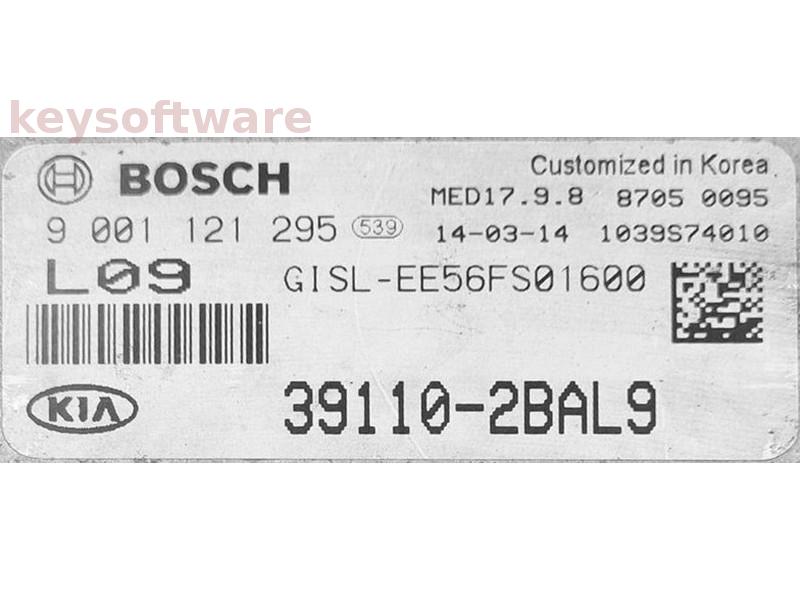 keysoftware
BOSCH
Customized in Korea
MED17.9.8 8705 0095
9 001 121 295 539
14-03-14 1039S74010
L09
GISL-EE56FS01600
KIA
39110-2BAL9